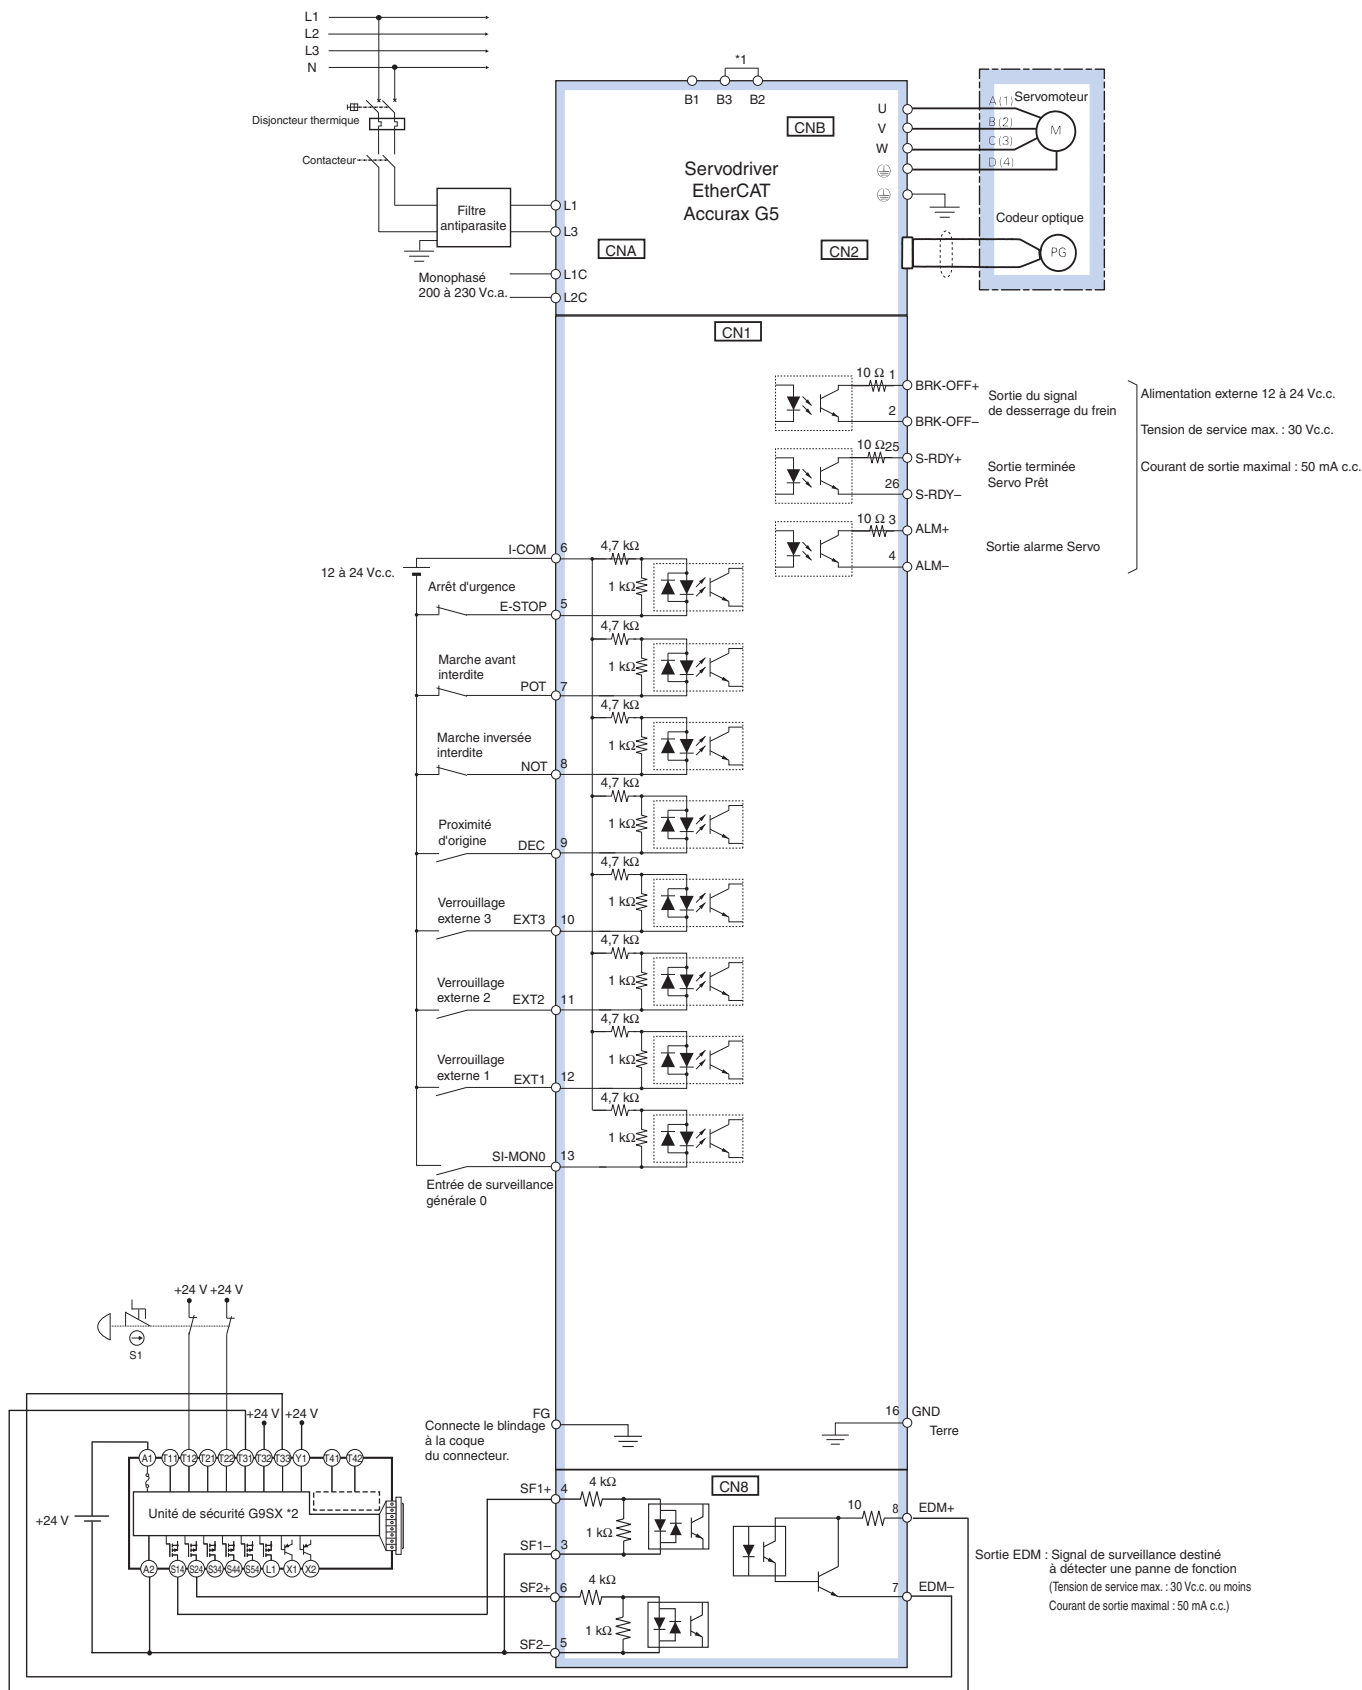 L1
L2
L3
N
Disjoncteur thermique
Contacteur
Filtre
antiparasite
Monophasé
200 à 230 Vc.a.
*1
B1
B3
B2
CNB
Servodriver
EtherCAT
Accurax G5
CNA
CN2
L1
L3
L1C
L2C
U
V
W
A (1)
B (2)
C (3)
D (4)
Servomoteur
M
Codeur optique
PG
CN1
10 Ω
1
BRK-OFF+
2
BRK-OFF–
Sortie du signal
de desserrage du frein
10 Ω
25
S-RDY+
26
S-RDY–
Sortie terminée
Servo Prêt
10 Ω
3
ALM+
4
ALM–
Sortie alarme Servo
Alimentation externe 12 à 24 Vc.c.
Tension de service max. : 30 Vc.c.
Courant de sortie maximal : 50 mA c.c.
12 à 24 Vc.c.
I-COM
6
4,7 kΩ
1 kΩ
Arrêt d'urgence
E-STOP
5
4,7 kΩ
1 kΩ
Marche avant
interdite
POT
7
4,7 kΩ
1 kΩ
Marche inversée
interdite
NOT
8
4,7 kΩ
1 kΩ
Proximité
d'origine
DEC
9
4,7 kΩ
1 kΩ
Verrouillage
externe 3
EXT3
10
4,7 kΩ
1 kΩ
Verrouillage
externe 2
EXT2
11
4,7 kΩ
1 kΩ
Verrouillage
externe 1
EXT1
12
4,7 kΩ
1 kΩ
SI-MON0
13
Entrée de surveillance
générale 0
+24 V
+24 V
S1
+24 V
+24 V
A1
T11
T12
T21
T22
T31
T32
T33
Y1
T41
T42
Unité de sécurité G9SX *2
+24 V
A2
S14
S24
S34
S44
S54
L1
X1
X2
FG
Connecte le blindage
à la coque
du connecteur.
16
GND
Terre
CN8
SF1+
4
4 kΩ
1 kΩ
SF1–
3
SF2+
6
4 kΩ
1 kΩ
SF2–
5
10
8
EDM+
7
EDM–
Sortie EDM : Signal de surveillance destiné
à détecter une panne de fonction
(Tension de service max. : 30 Vc.c. ou moins
Courant de sortie maximal : 50 mA c.c.)